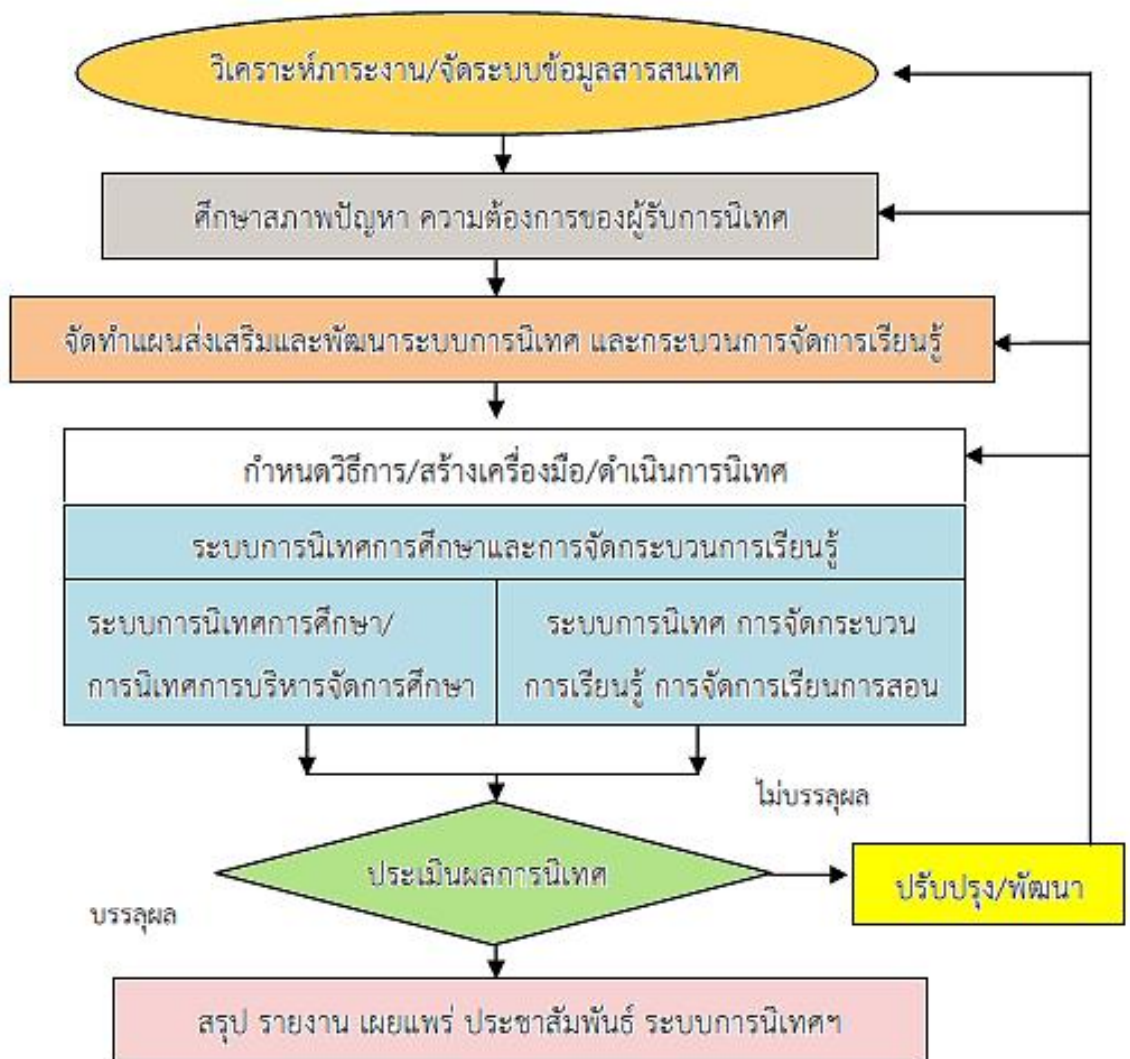 วิเคราะห์ภาระงาน/จัดระบบข้อมูลสารสนเทศ
ศึกษาสภาพปัญหา ความต้องการของผู้รับการนิเทศ
จัดทำแผนส่งเสริมและพัฒนาระบบการนิเทศ และกระบวนการจัดการเรียนรู้
กำหนดวิธีการ/สร้างเครื่องมือ/ดำเนินการนิเทศ
ระบบการนิเทศการศึกษาและการจัดกระบวนการเรียนรู้
ระบบการนิเทศการศึกษา/
การนิเทศการบริหารจัดการศึกษา
ระบบการนิเทศ การจัดกระบวน
การเรียนรู้ การจัดการเรียนการสอน
ไม่บรรลุผล
ประเมินผลการนิเทศ
ปรับปรุง/พัฒนา
บรรลุผล
สรุป รายงาน เผยแพร่ ประชาสัมพันธ์ ระบบการนิเทศฯ